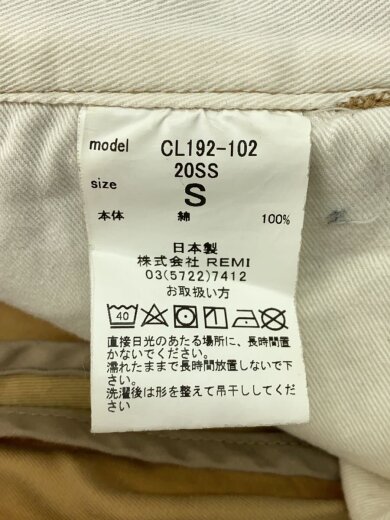 model CL192-102
20SS
size S
本体 綿 100%
日本製
株式会社 REMI
03(5722)7412
お取扱い方
40
直接日光のあたる場所に、長時間置
かないでください。
濡れたままで長時間放置しないで下
さい。
洗濯後は形を整えて吊干ししてくださ
い。